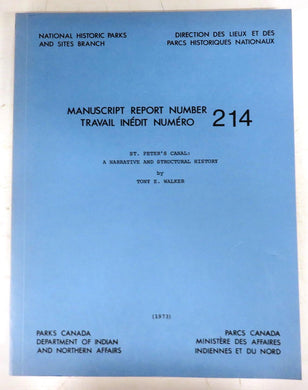 NATIONAL HISTORIC PARKS
AND SITES BRANCH
DIRECTION DES LIEUX ET DES
PARCS HISTORIQUES NATIONAUX
MANUSCRIPT REPORT NUMBER
TRAVAIL INÉDIT NUMÉRO
214
ST. PETER'S CANAL:
A NARRATIVE AND STRUCTURAL HISTORY
by
TONY E. WALKER
(1973)
PARKS CANADA
DEPARTMENT OF INDIAN
AND NORTHERN AFFAIRS
PARCS CANADA
MINISTÈRE DES AFFAIRES
INDIENNES ET DU NORD